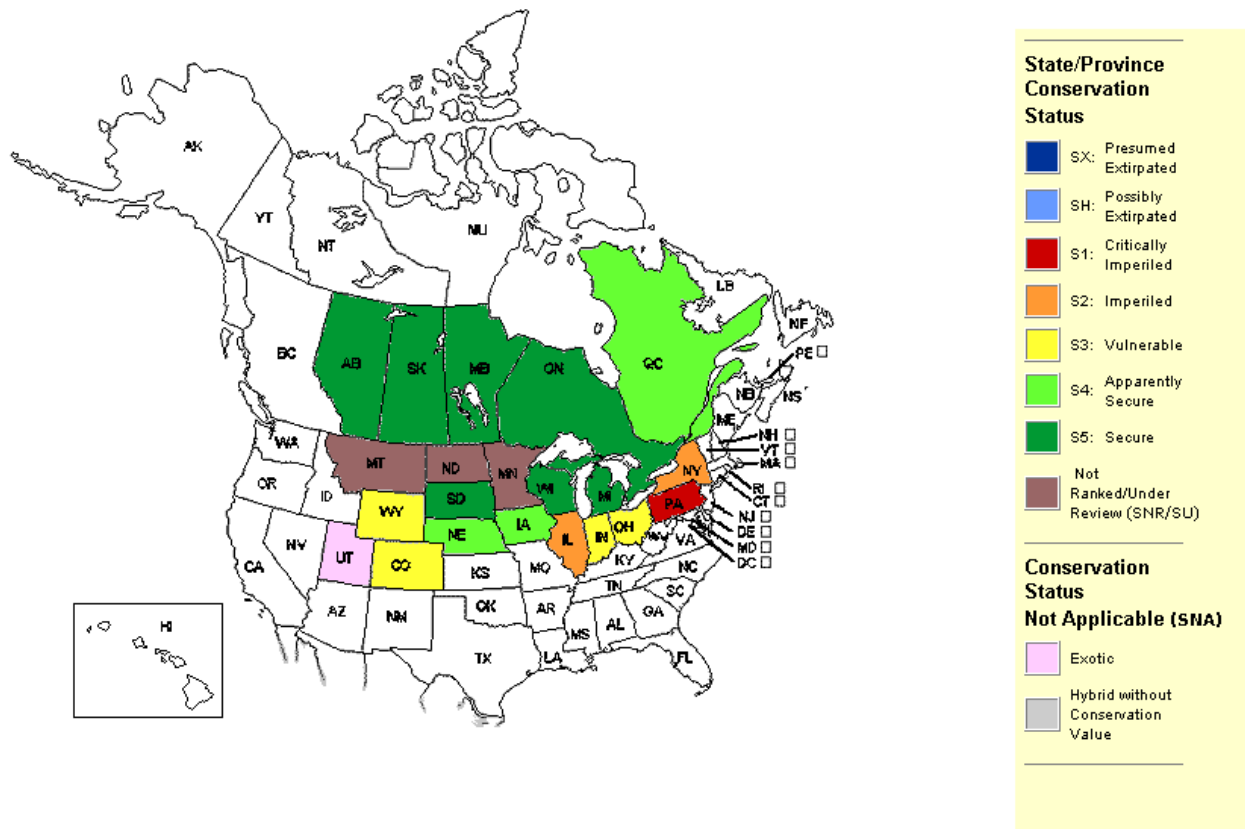 AK
YT
NT
NU
LB
NF
BC
AB
SK
MB
ON
QC
PE
NB
NS
ME
WA
MT
ND
MN
NH
VT
MA
OR
ID
WY
SD
WI
MI
NY
RI
CT
NV
UT
CO
NE
IA
IL
IN
OH
PA
NJ
DE
MD
DC
CA
KS
MO
KY
WV
VA
AZ
NM
OK
AR
TN
NC
SC
HI
TX
LA
MS
AL
GA
FL
State/Province
Conservation
Status
SX: Presumed
Extirpated
SH: Possibly
Extirpated
S1: Critically
Imperiled
S2: Imperiled
S3: Vulnerable
S4: Apparently
Secure
S5: Secure
Not
Ranked/Under
Review (SNR/SU)
Conservation
Status
Not Applicable (SNA)
Exotic
Hybrid without
Conservation
Value